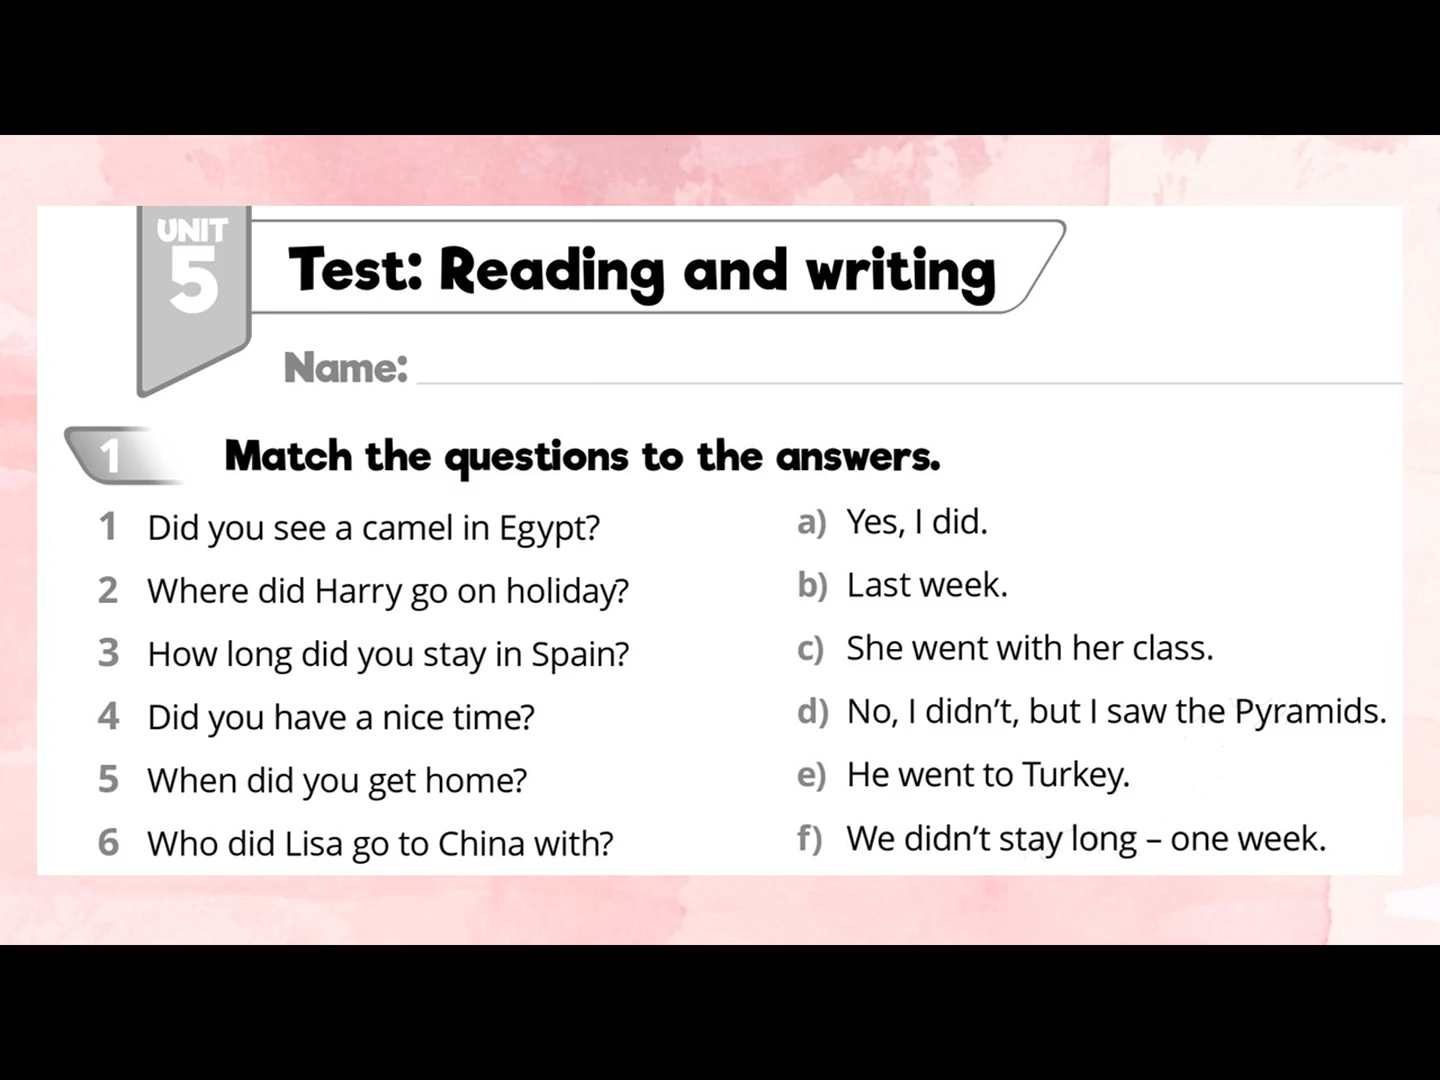 UNIT
5
Test: Reading and writing
Name:
1 Match the questions to the answers.
1 Did you see a camel in Egypt?
2 Where did Harry go on holiday?
3 How long did you stay in Spain?
4 Did you have a nice time?
5 When did you get home?
6 Who did Lisa go to China with?
a) Yes, I did.
b) Last week.
c) She went with her class.
d) No, I didn’t, but I saw the Pyramids.
e) He went to Turkey.
f) We didn’t stay long – one week.